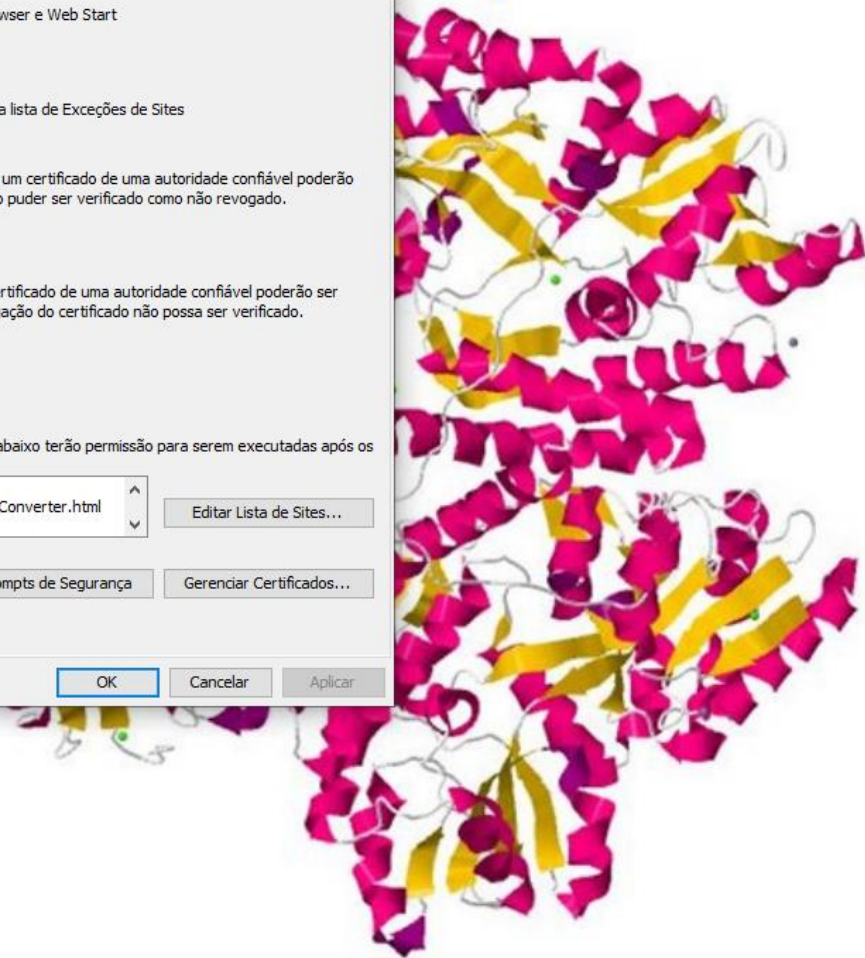 wser e Web Start
a lista de Exceções de Sites
um certificado de uma autoridade confiável poderão
o puder ser verificado como não revogado.
rtificado de uma autoridade confiável poderão ser
ação do certificado não possa ser verificado.
abaixo terão permissão para serem executadas após os
Converter.html
Editar Lista de Sites...
ompts de Segurança
Gerenciar Certificados...
OK
Cancelar
Aplicar